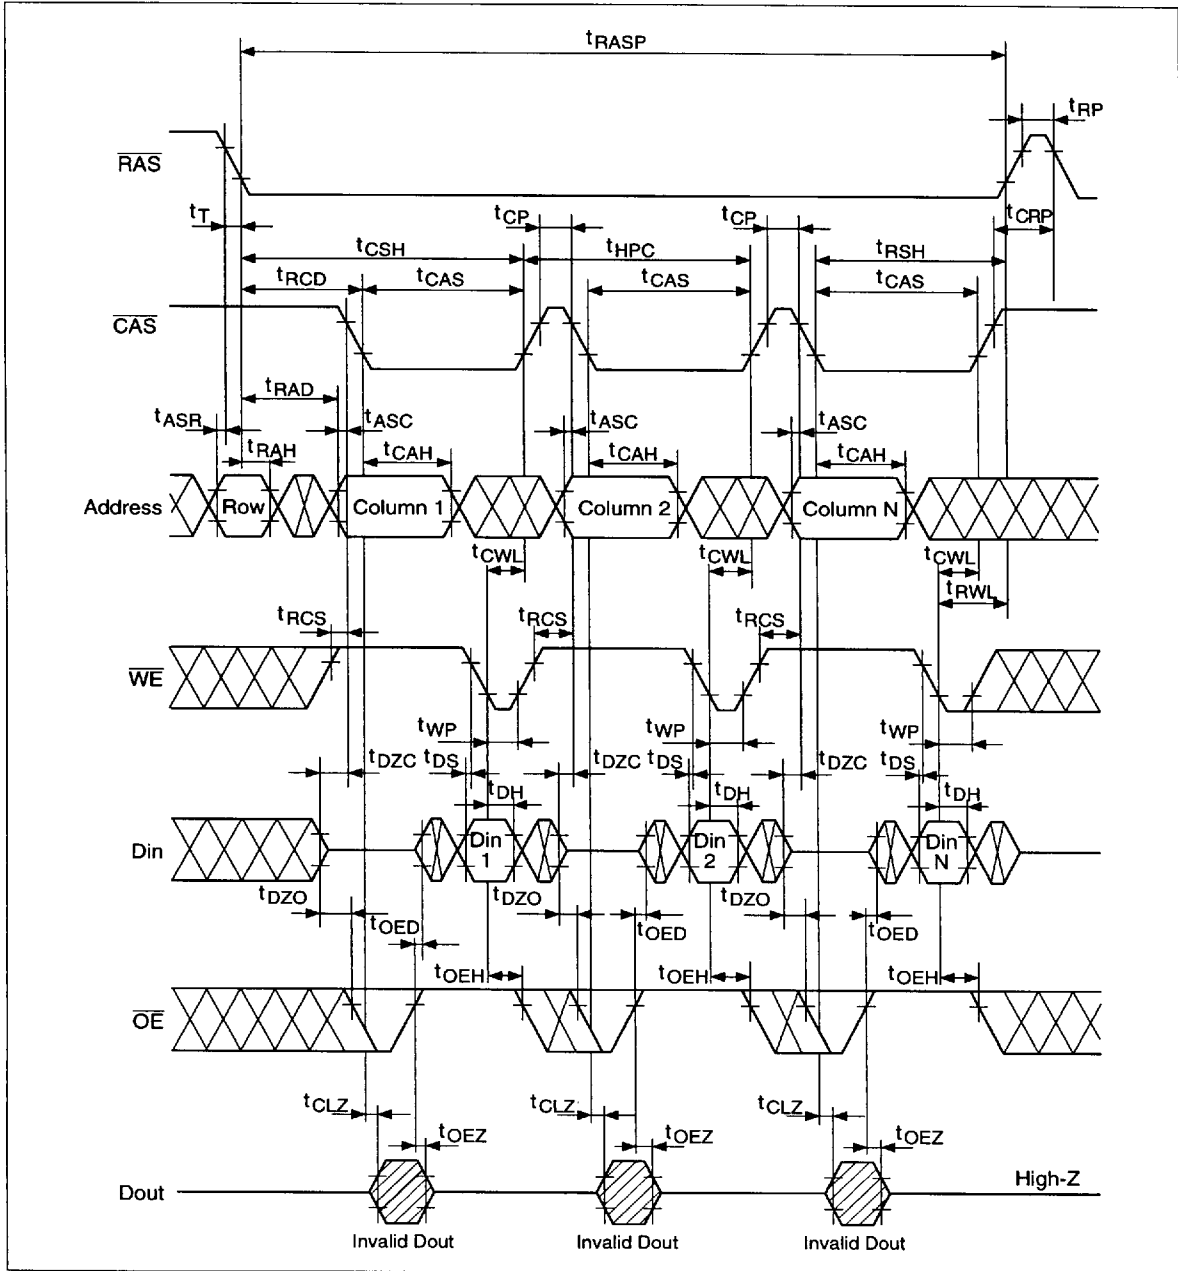 tRASP
tRP
RAS
tT
tCP
tCP
tCRP
tCSH
tHPC
tRSH
tRCD
tCAS
tCAS
tCAS
CAS
tRAD
tASR
tASC
tASC
tASC
tRAH
tCAH
tCAH
tCAH
Address
Row
Column 1
Column 2
Column N
tCWL
tCWL
tCWL
tRWL
tRCS
tRCS
tRCS
WE
tWP
tWP
tWP
tDZC
tDS
tDZC
tDS
tDZC
tDS
tDH
tDH
tDH
Din
Din 1
Din 2
Din N
tDZO
tDZO
tDZO
tOED
tOED
tOED
tOEH
tOEH
tOEH
OE
tCLZ
tCLZ
tCLZ
tOEZ
tOEZ
tOEZ
Dout
High-Z
Invalid Dout
Invalid Dout
Invalid Dout